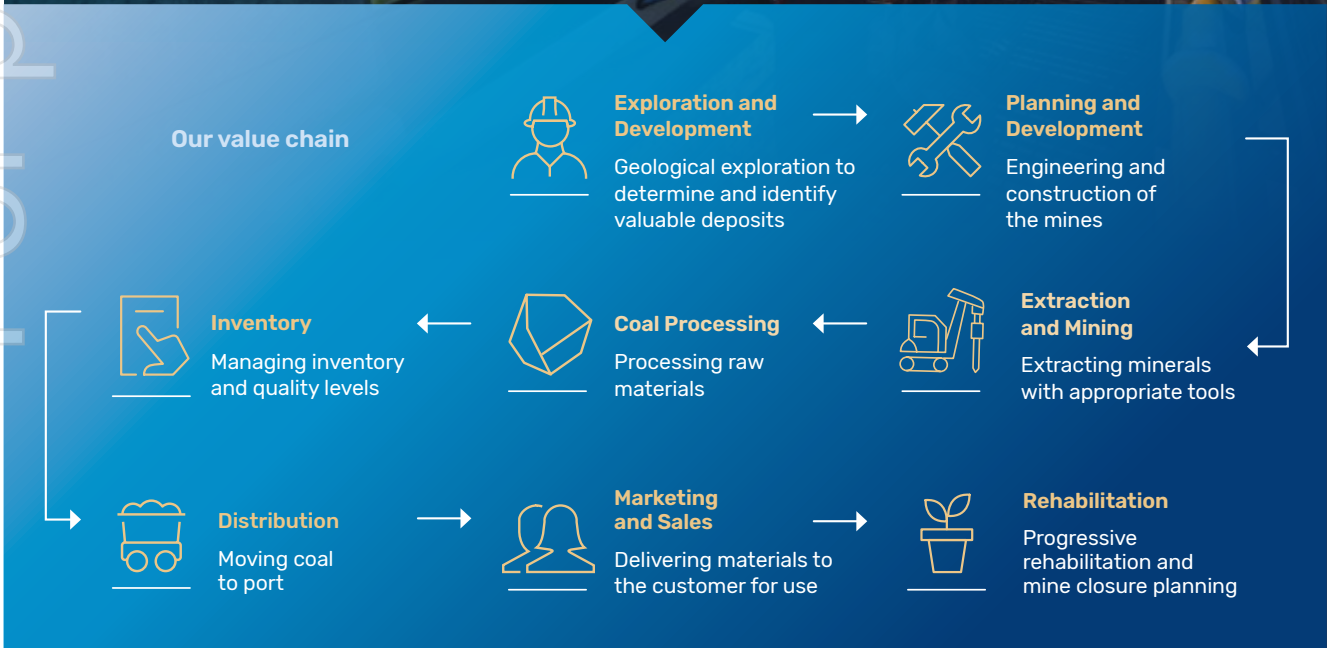 Our value chain
Exploration and
Development
Geological exploration to
determine and identify
valuable deposits
Planning and
Development
Engineering and
construction of
the mines
Extraction
and Mining
Extracting minerals
with appropriate tools
Coal Processing
Processing raw
materials
Inventory
Managing inventory
and quality levels
Distribution
Moving coal
to port
Marketing
and Sales
Delivering materials to
the customer for use
Rehabilitation
Progressive
rehabilitation and
mine closure planning